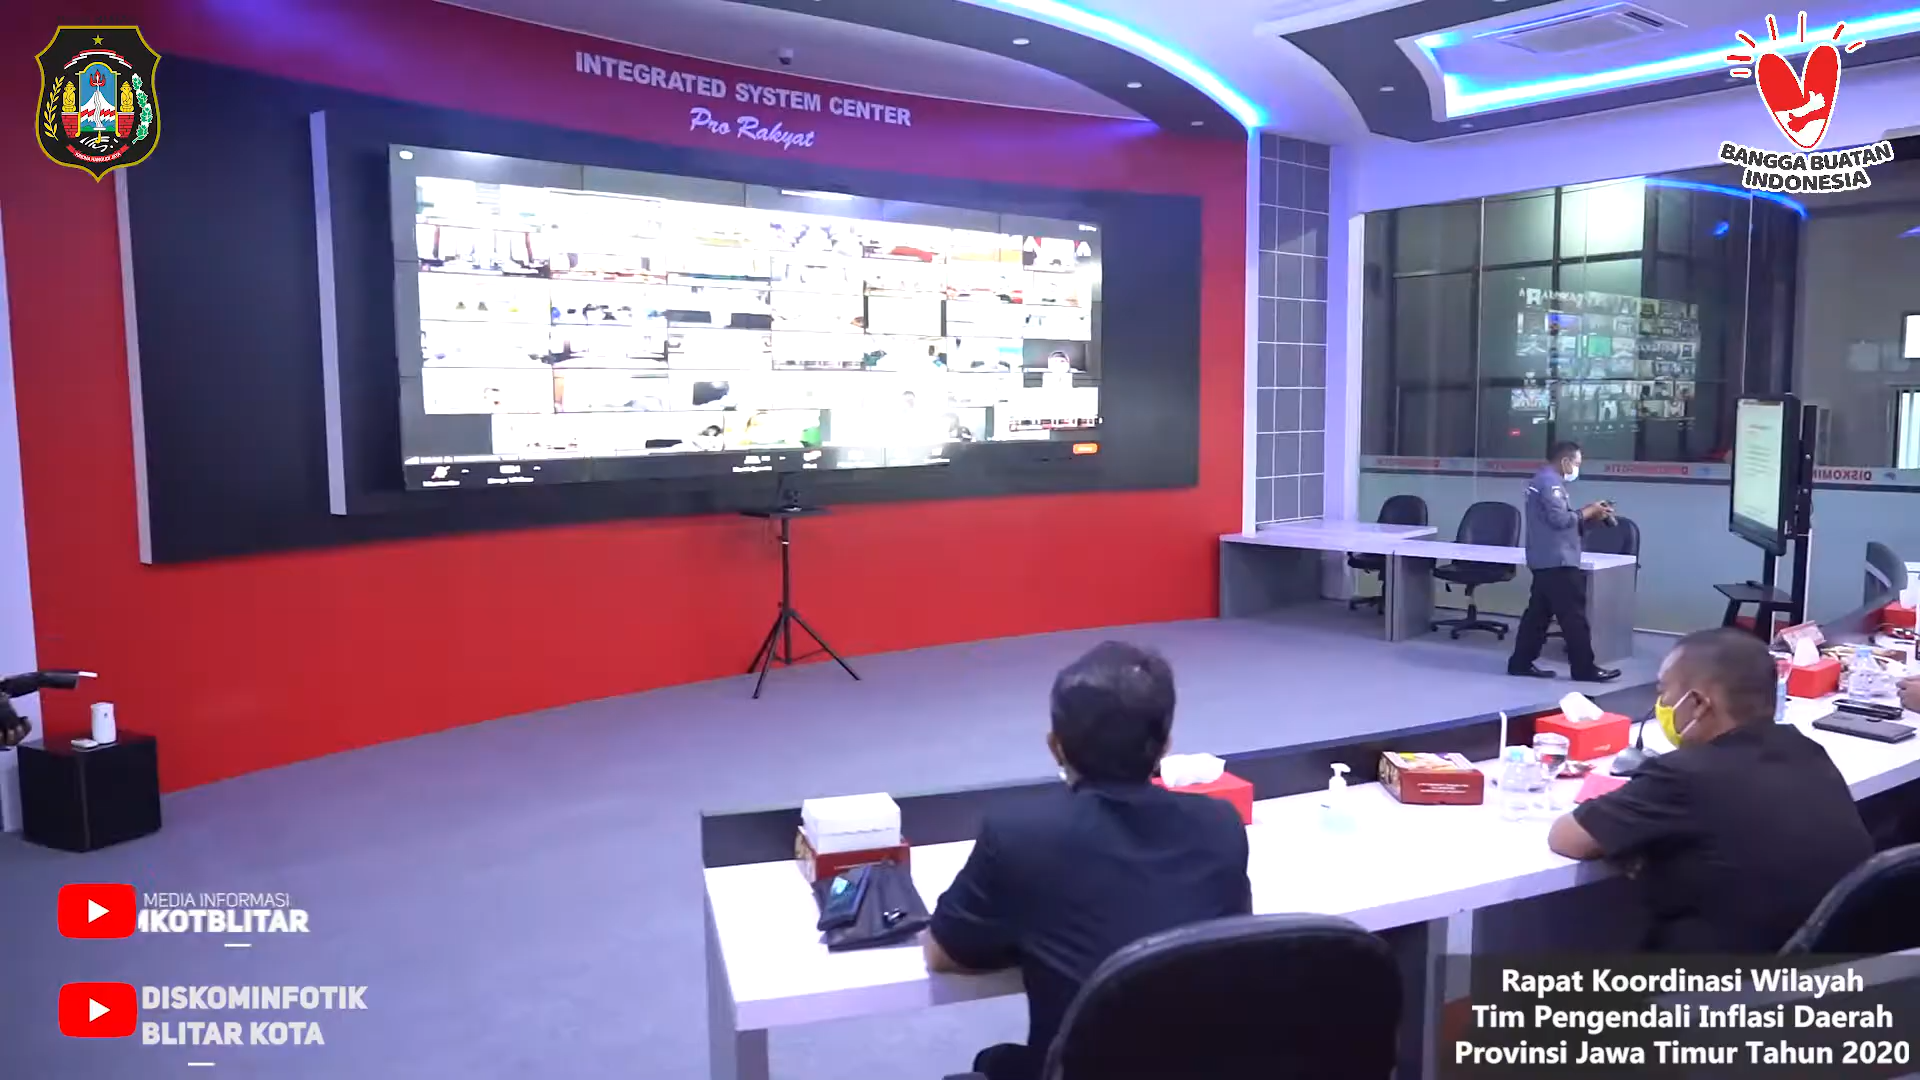 INTEGRATED SYSTEM CENTER
Pro Rakyat
BANGGA BUATAN
INDONESIA
DISKOMIN
MEDIA INFORMASI
KOTBLITAR
DISKOMINFOTIK
BLITAR KOTA
Rapat Koordinasi Wilayah
Tim Pengendali Inflasi Daerah
Provinsi Jawa Timur Tahun 2020